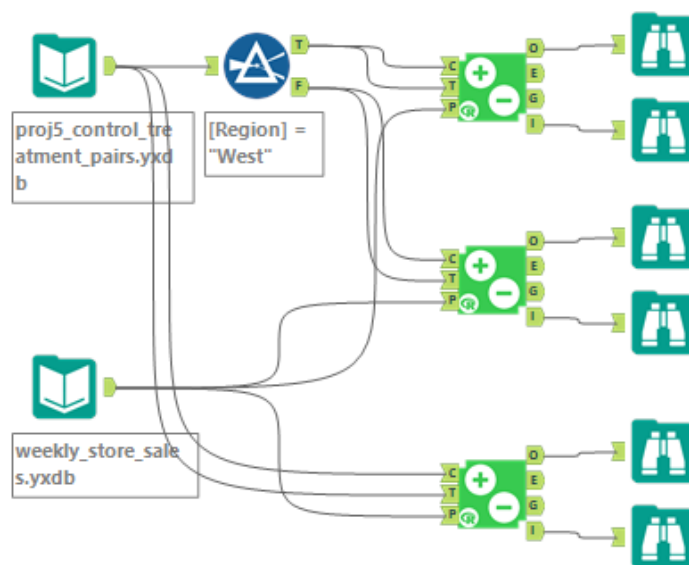 T
F
proj5_control_tre
atment_pairs.yxd
b
[Region] =
"West"
C
T
P
R
O
E
G
I
C
T
P
R
O
E
G
I
weekly_store_sale
s.yxdb
C
T
P
R
O
E
G
I